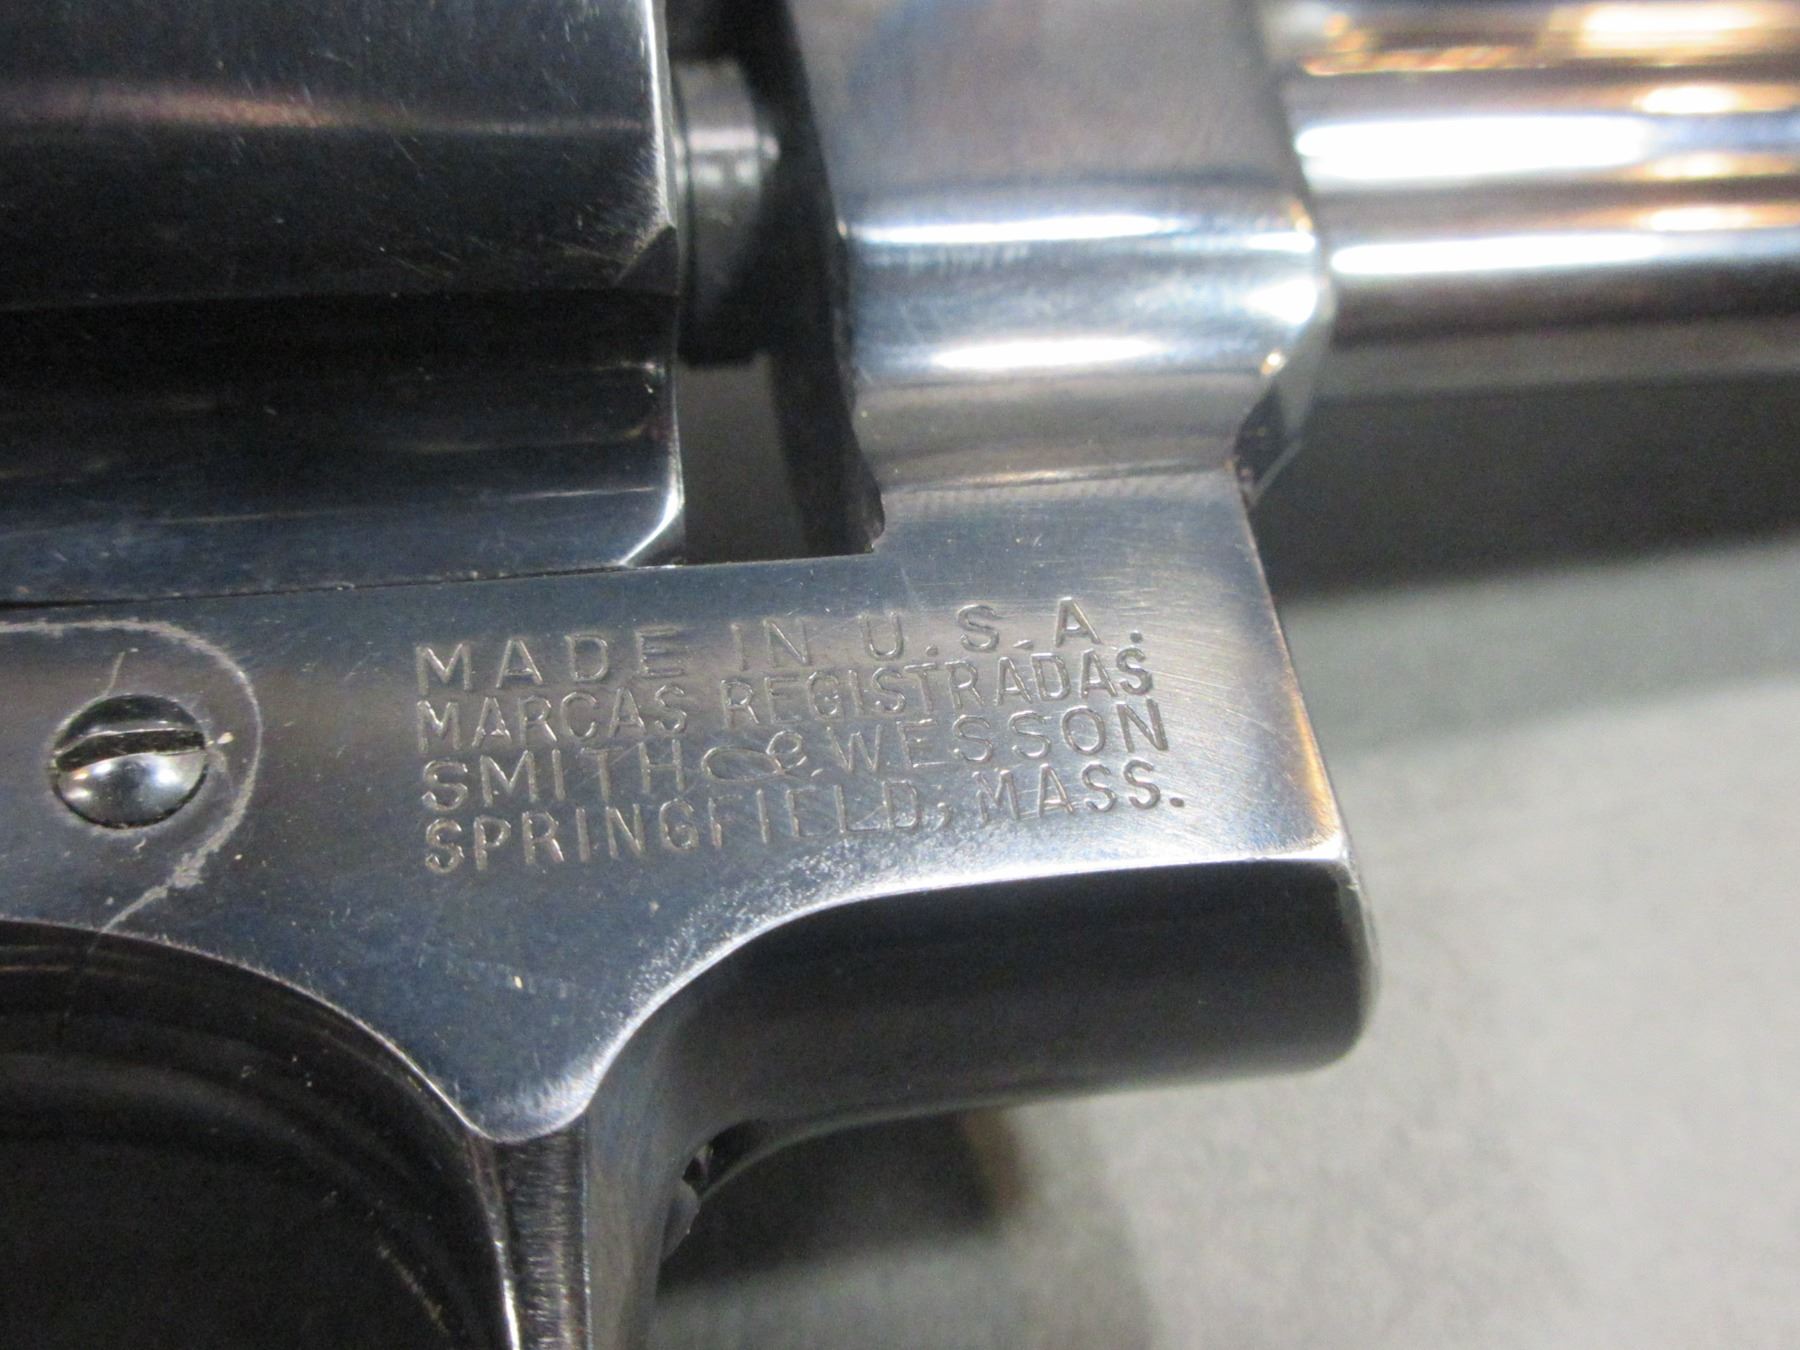 MADE IN U.S.A.
MARCAS REGISTRADAS
SMITH & WESSON
SPRINGFIELD, MASS.